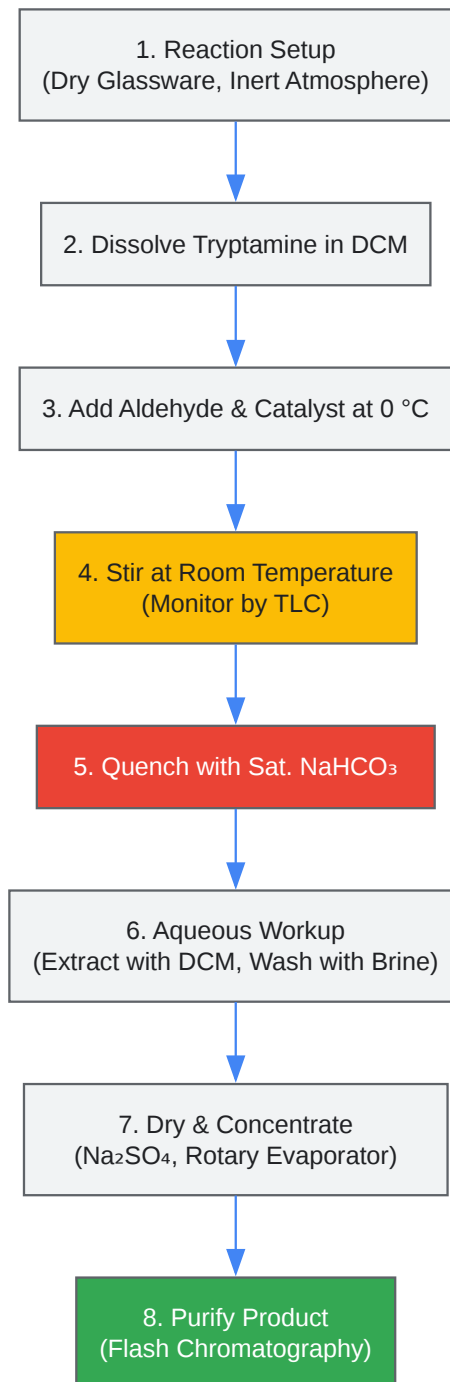 1. Reaction Setup
(Dry Glassware, Inert Atmosphere)
2. Dissolve Tryptamine in DCM
3. Add Aldehyde & Catalyst at 0 °C
4. Stir at Room Temperature
(Monitor by TLC)
5. Quench with Sat. NaHCO₃
6. Aqueous Workup
(Extract with DCM, Wash with Brine)
7. Dry & Concentrate
(Na₂SO₄, Rotary Evaporator)
8. Purify Product
(Flash Chromatography)